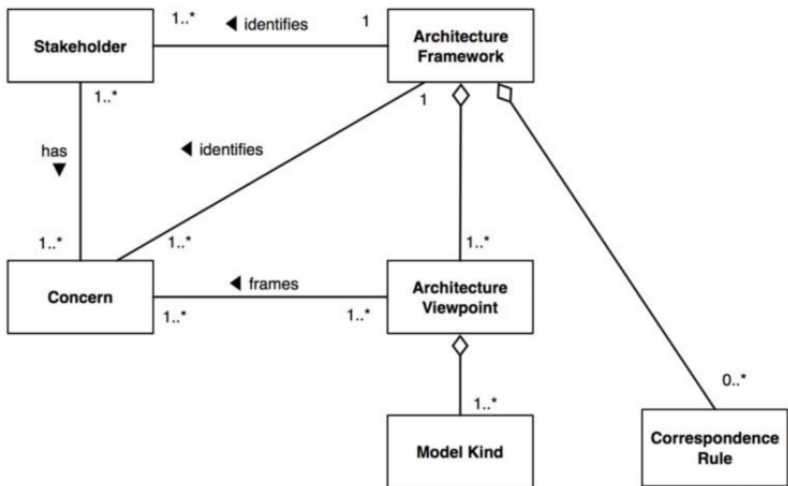 1..*
◀ identifies
1
Stakeholder
Architecture
Framework
1..*
1
has
▼
◀ identifies
1..*
1..*
1..*
◀ frames
Concern
Architecture
Viewpoint
1..*
1..*
0..*
1..*
Model Kind
Correspondence
Rule